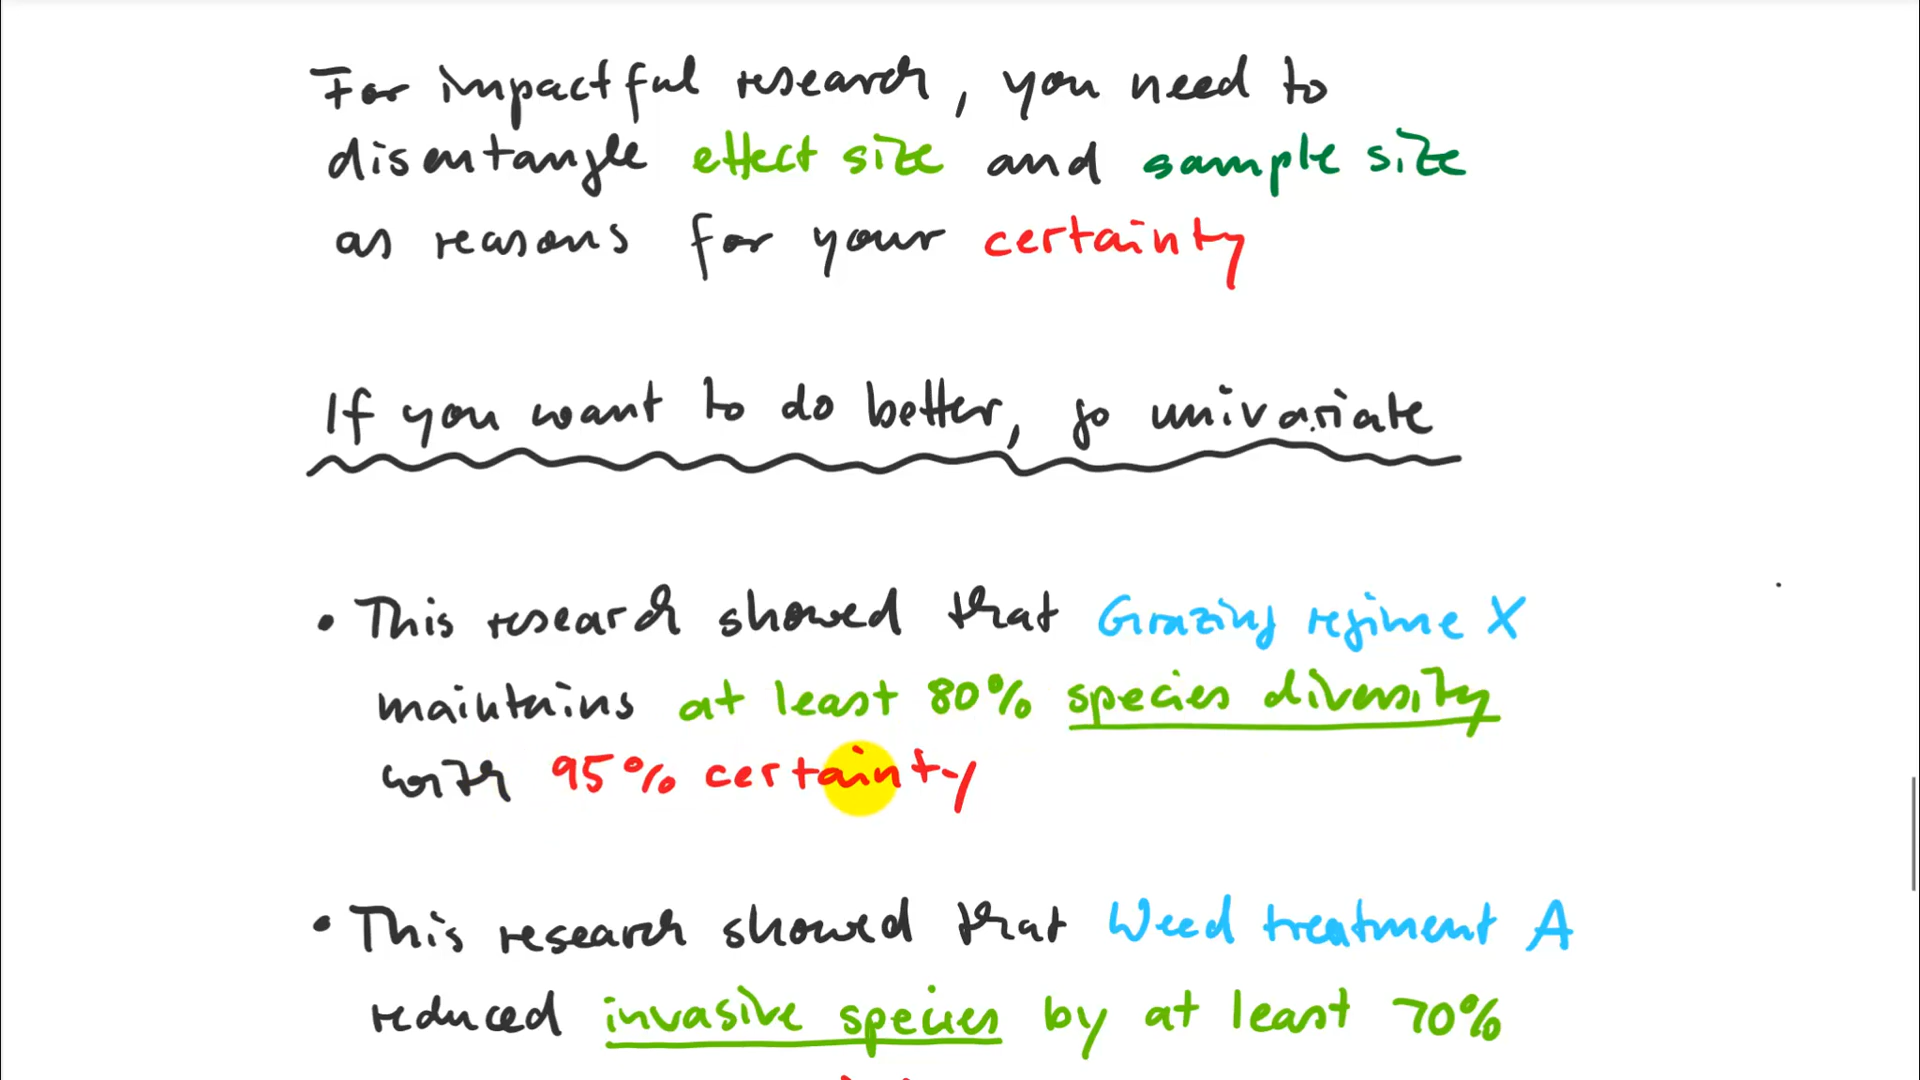 For impactful research, you need to
disentangle effect size and sample size
as reasons for your certainty
If you want to do better, go univariate
• This research showed that Grazing regime X
maintains at least 80% species diversity
with 95% certainty
• This research showed that Weed treatment A
reduced invasive species by at least 70%